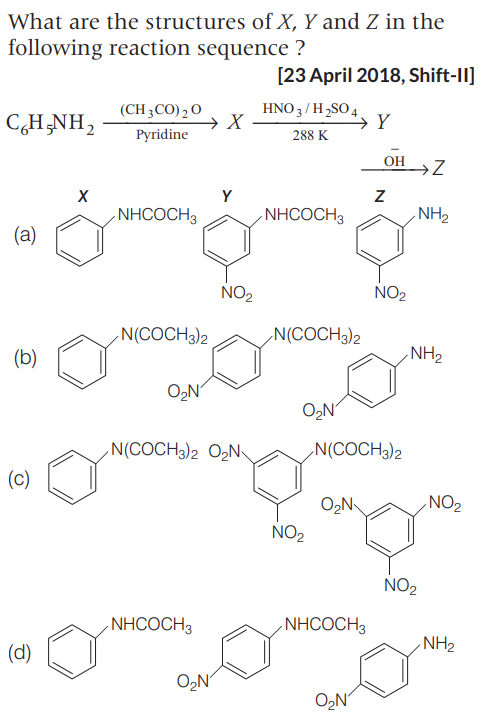 What are the structures of X, Y and Z in the
following reaction sequence ?
[23 April 2018, Shift-II]
C₆H₅NH₂ (CH₃CO)₂O Pyridine X HNO₃/H₂SO₄ 288 K Y
OH⁻ Z
X Y Z
(a) NHCOCH₃ NHCOCH₃ NH₂
NO₂ NO₂
(b) N(COCH₃)₂ N(COCH₃)₂ NH₂
O₂N O₂N
(c) N(COCH₃)₂ O₂N N(COCH₃)₂
NO₂ O₂N NO₂
NO₂
(d) NHCOCH₃ NHCOCH₃ NH₂
O₂N O₂N